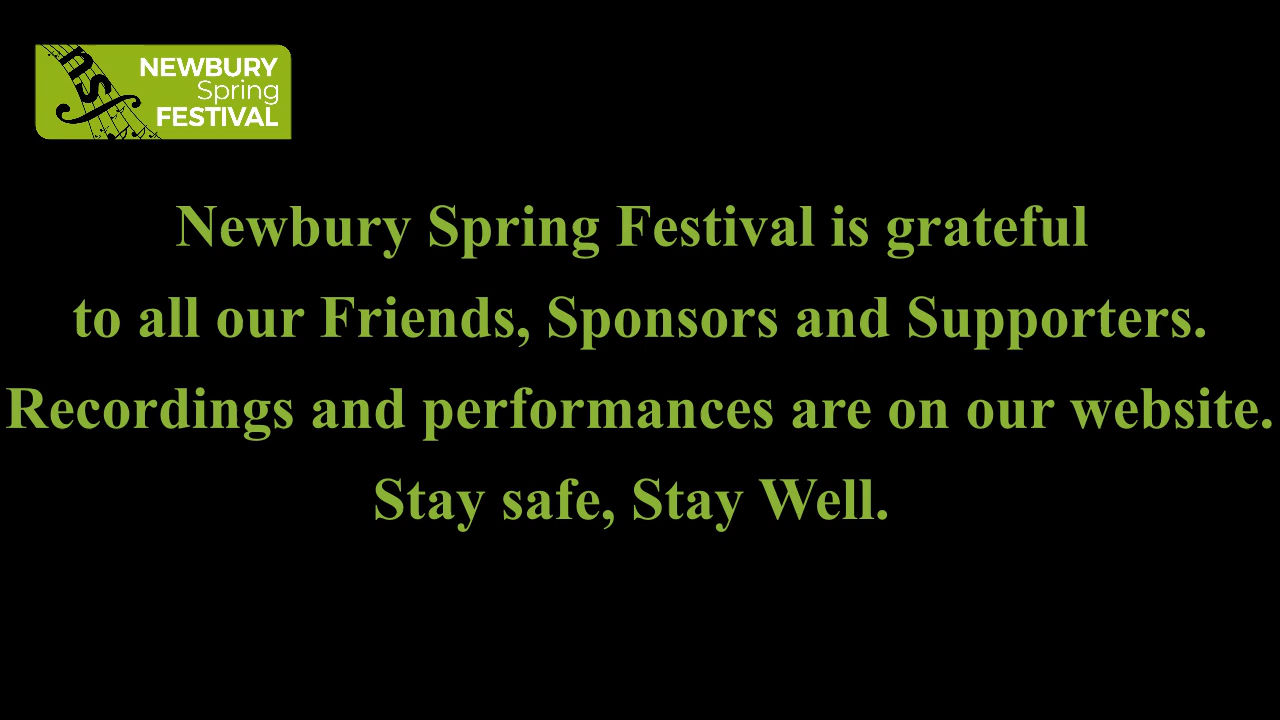 nsf
NEWBURY
Spring
FESTIVAL
Newbury Spring Festival is grateful
to all our Friends, Sponsors and Supporters.
Recordings and performances are on our website.
Stay safe, Stay Well.